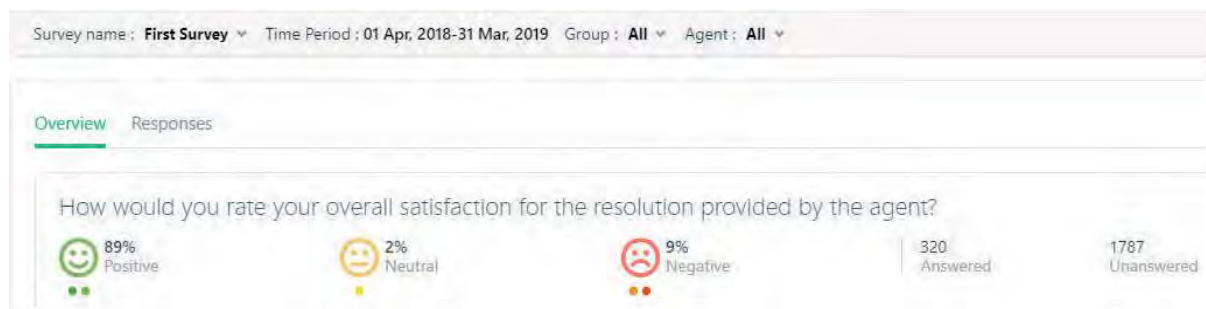 Survey name : First Survey Time Period : 01 Apr, 2018-31 Mar, 2019 Group : All Agent : All
Overview Responses
How would you rate your overall satisfaction for the resolution provided by the agent?
89% 2% 9% 320 1787
Positive Neutral Negative Answered Unanswered